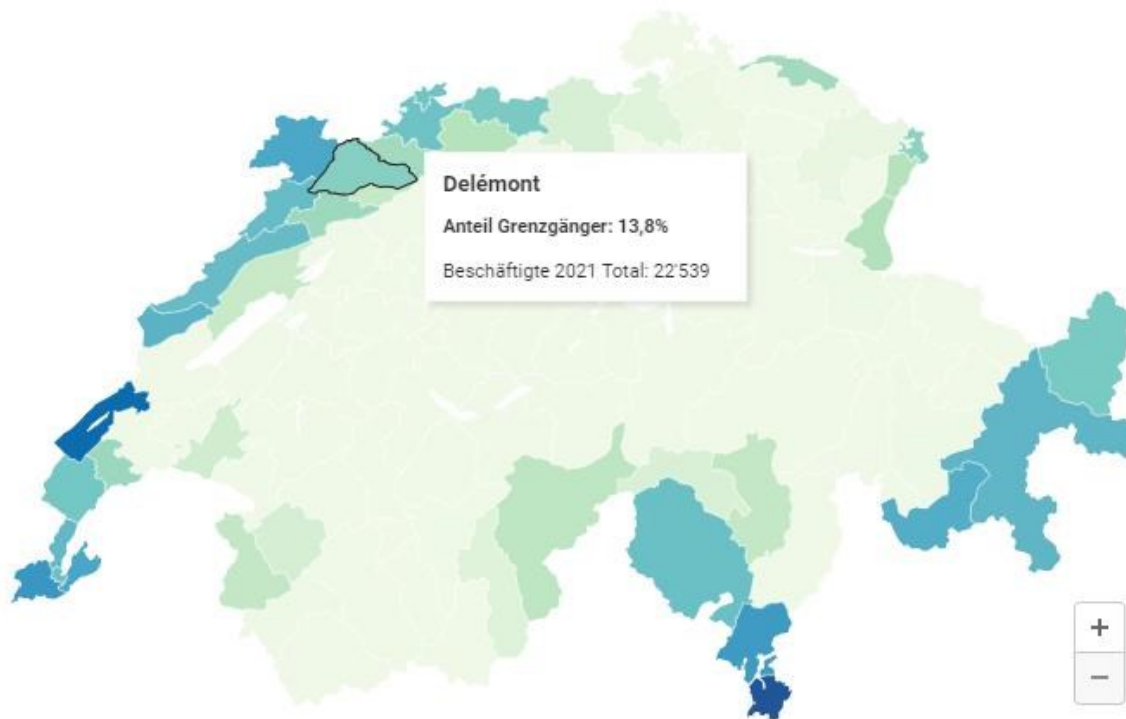 Delémont
Anteil Grenzgänger: 13,8%
Beschäftigte 2021 Total: 22'539
+
−